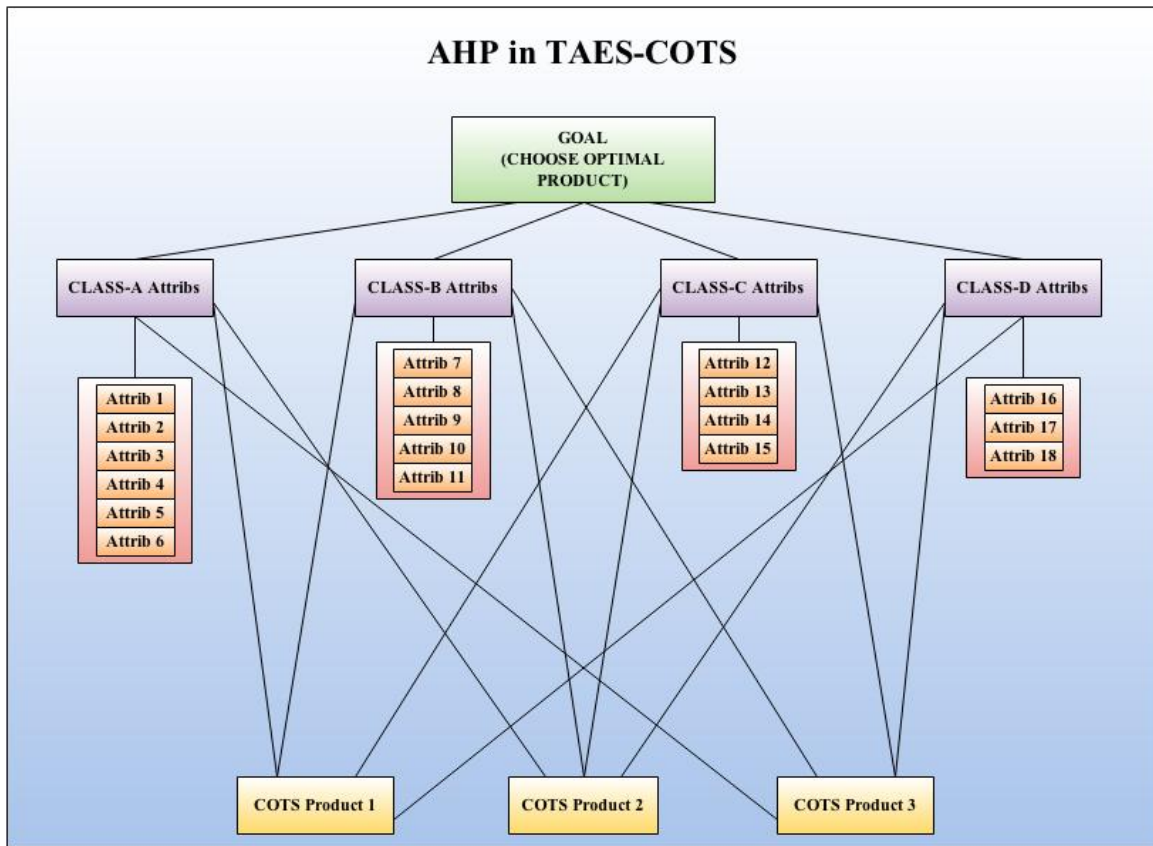 AHP in TAES-COTS
GOAL
(CHOOSE OPTIMAL
PRODUCT)
CLASS-A Attribs
CLASS-B Attribs
CLASS-C Attribs
CLASS-D Attribs
Attrib 1
Attrib 2
Attrib 3
Attrib 4
Attrib 5
Attrib 6
Attrib 7
Attrib 8
Attrib 9
Attrib 10
Attrib 11
Attrib 12
Attrib 13
Attrib 14
Attrib 15
Attrib 16
Attrib 17
Attrib 18
COTS Product 1
COTS Product 2
COTS Product 3